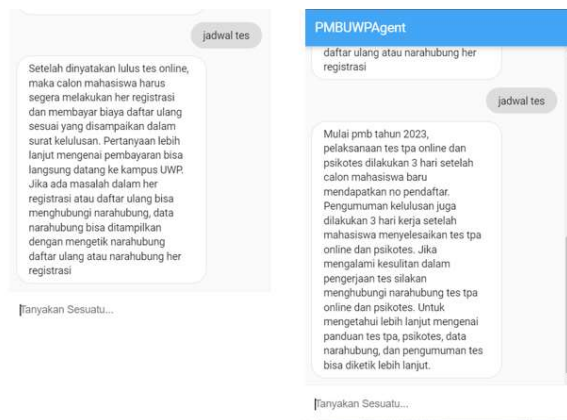 jadwal tes
Setelah dinyatakan lulus tes online,
maka calon mahasiswa harus
segera melakukan her registrasi
dan membayar biaya daftar ulang
sesuai yang disampaikan dalam
surat kelulusan. Pertanyaan lebih
lanjut mengenai pembayaran bisa
langsung datang ke kampus UWP.
Jika ada masalah dalam her
registrasi atau daftar ulang bisa
menghubungi narahubung, data
narahubung bisa ditampilkan
dengan mengetik narahubung
daftar ulang atau narahubung her
registrasi
Tanyakan Sesuatu...
PMBUWPAgent
daftar ulang atau narahubung her
registrasi
jadwal tes
Mulai pmb tahun 2023,
pelaksanaan tes tpa online dan
psikotes dilakukan 3 hari setelah
calon mahasiswa baru
mendapatkan no pendaftar.
Pengumuman kelulusan juga
dilakukan 3 hari kerja setelah
mahasiswa menyelesaikan tes tpa
online dan psikotes. Jika
mengalami kesulitan dalam
pengerjaan tes silakan
menghubungi narahubung tes tpa
online dan psikotes. Untuk
mengetahui lebih lanjut mengenai
panduan tes tpa, psikotes, data
narahubung, dan pengumuman tes
bisa diketik lebih lanjut.
Tanyakan Sesuatu...